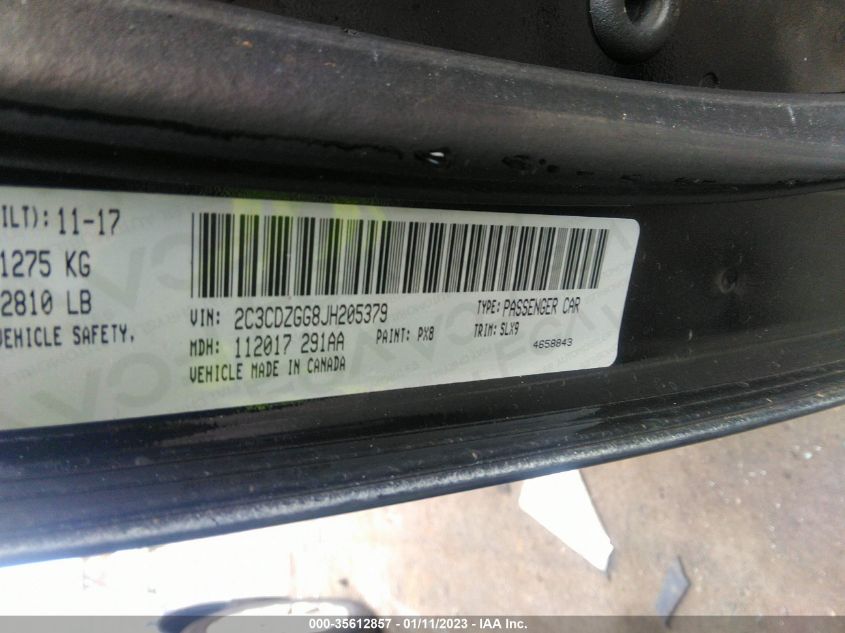 ILT): 11-17
1275 KG
2810 LB
VEHICLE SAFETY,
VIN: 2C3CDZGG8JH205379 TYPE: PASSENGER CAR
MDH: 112017 291AA PAINT: PX8 TRIM: SLX9
VEHICLE MADE IN CANADA 4658843
000-35612857 - 01/11/2023 - IAA Inc.